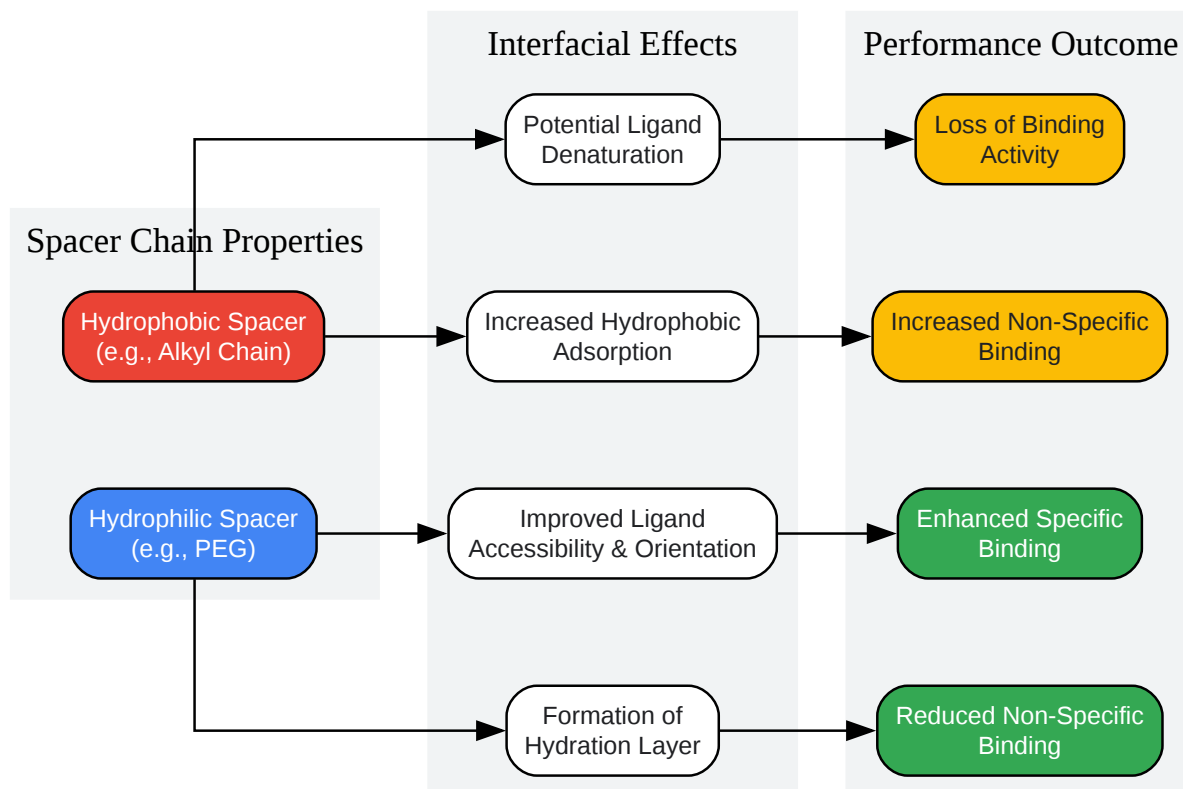 Interfacial Effects
Performance Outcome
Potential Ligand
Denaturation
Loss of Binding
Activity
Spacer Chain Properties
Hydrophobic Spacer
(e.g., Alkyl Chain)
Increased Hydrophobic
Adsorption
Increased Non-Specific
Binding
Hydrophilic Spacer
(e.g., PEG)
Improved Ligand
Accessibility & Orientation
Enhanced Specific
Binding
Formation of
Hydration Layer
Reduced Non-Specific
Binding